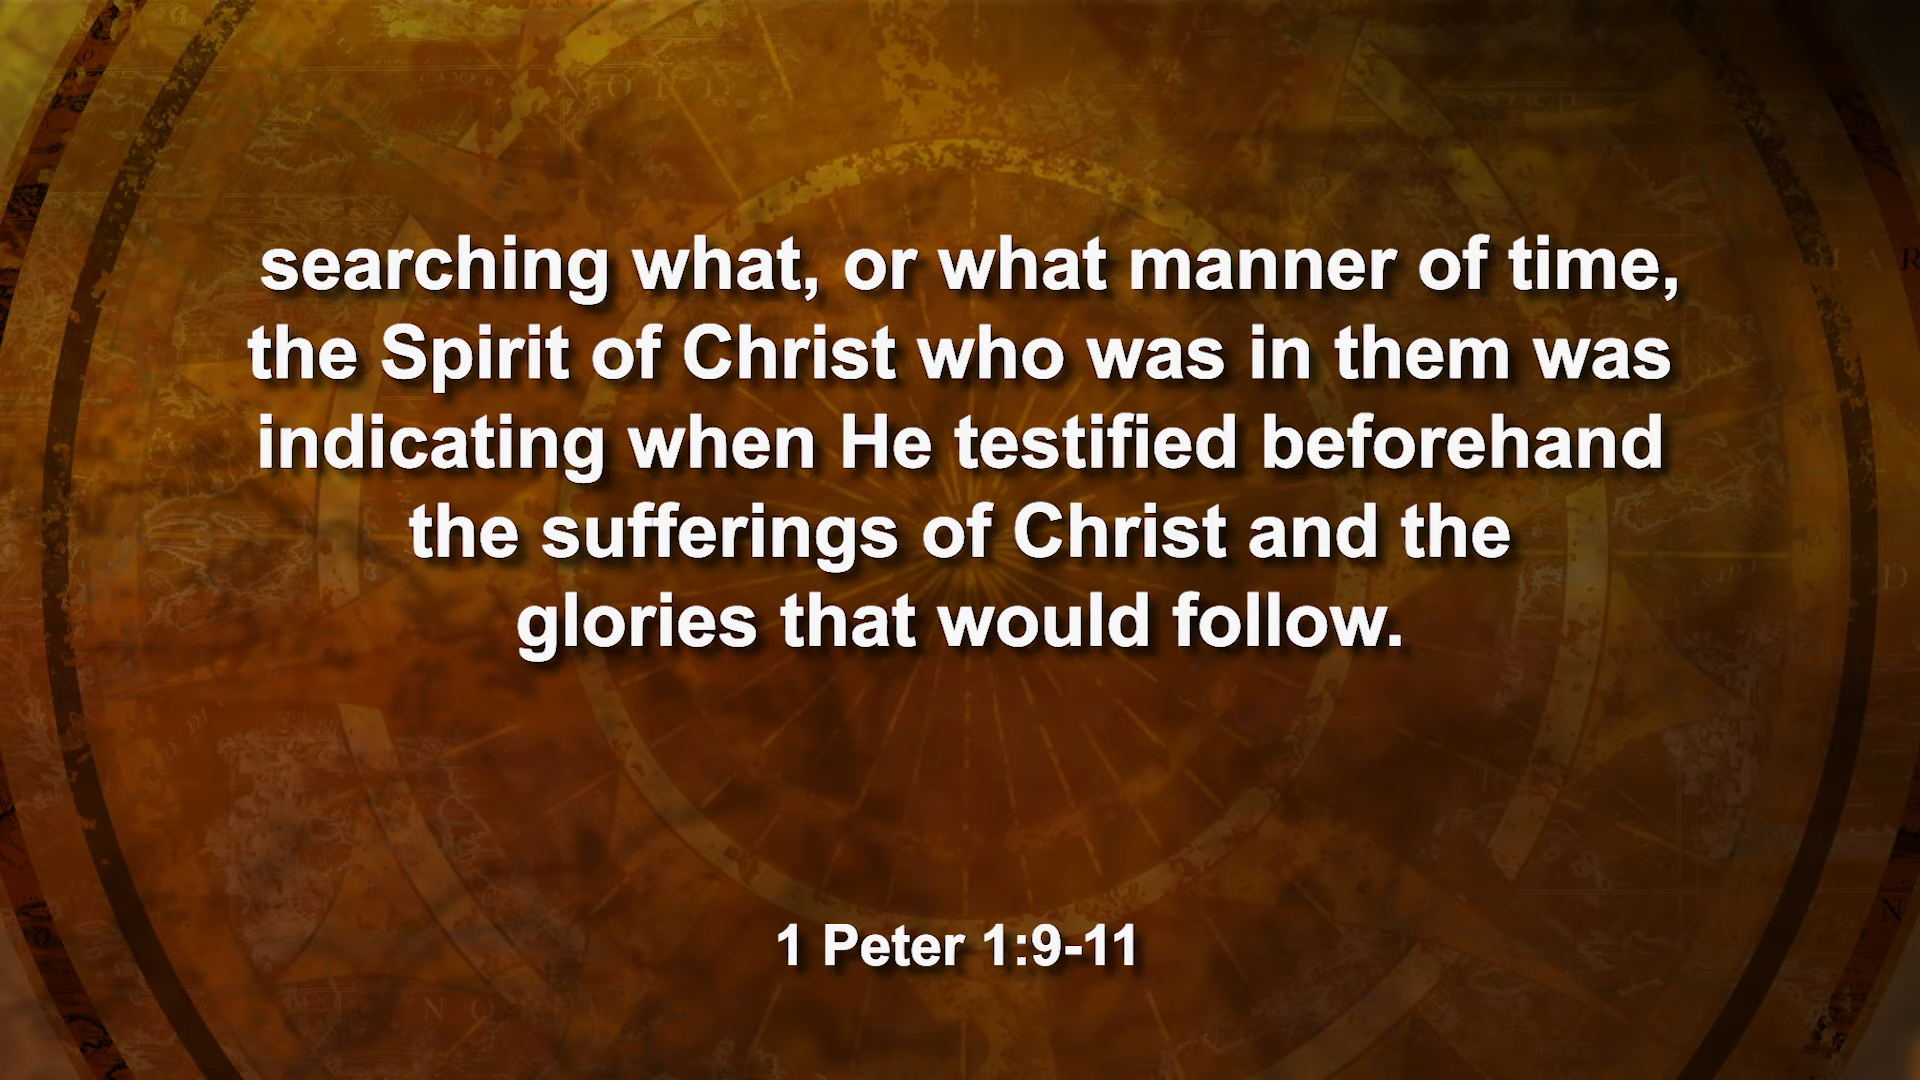 searching what, or what manner of time,
the Spirit of Christ who was in them was
indicating when He testified beforehand
the sufferings of Christ and the
glories that would follow.
1 Peter 1:9-11